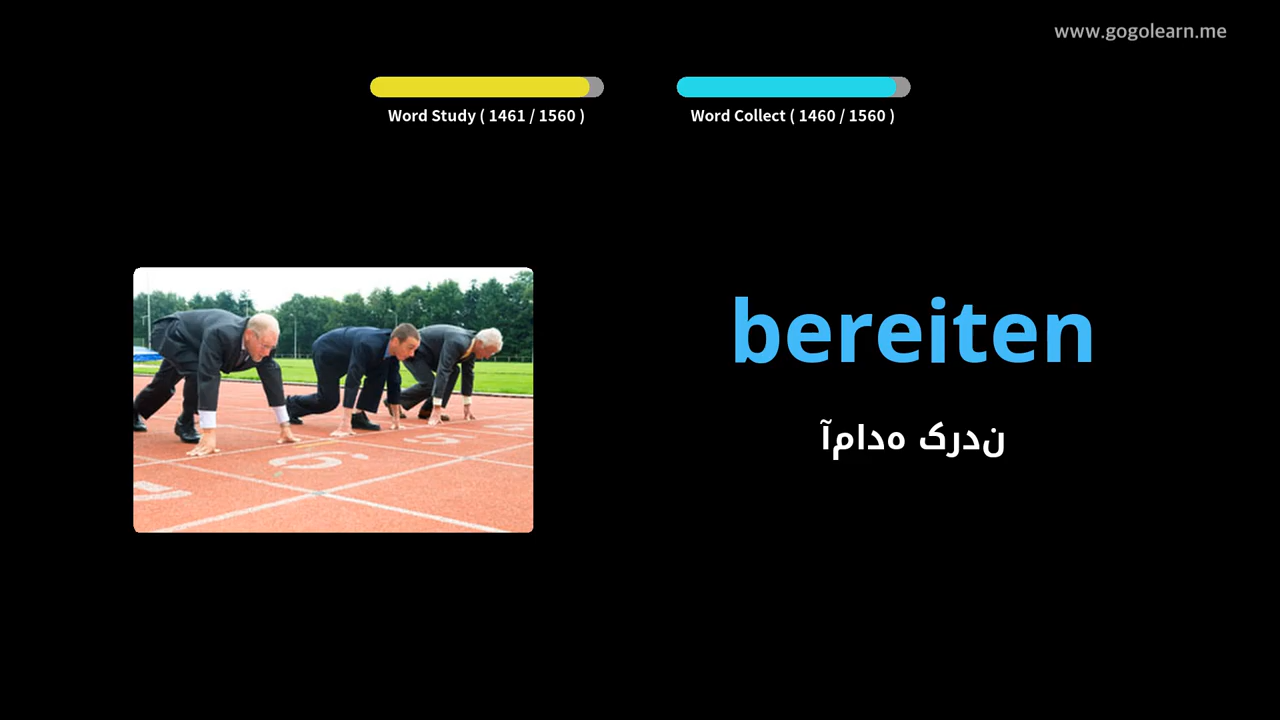 www.gogolearn.me
Word Study ( 1461 / 1560 )
Word Collect ( 1460 / 1560 )
bereiten
ندرک هدامآ